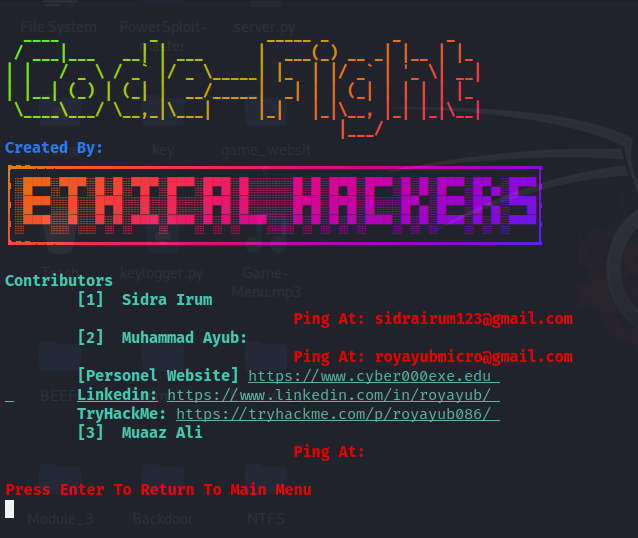 File System PowerSploit-master server.py
Code-Fight
Created By:
key game_websit
ETHICAL HACKERS
Contributors
keylogger.py Game-Menu.mp3
[1] Sidra Irum
Ping At: sidrairum123@gmail.com
[2] Muhammad Ayub:
Ping At: royayubmicro@gmail.com
[Personel Website] https://www.cyber000exe.edu
Linkedin: https://www.linkedin.com/in/royayub/
TryHackMe: https://tryhackme.com/p/royayub086/
[3] Muaaz Ali
Ping At:
Press Enter To Return To Main Menu
Module_3 Backdoor NTFS